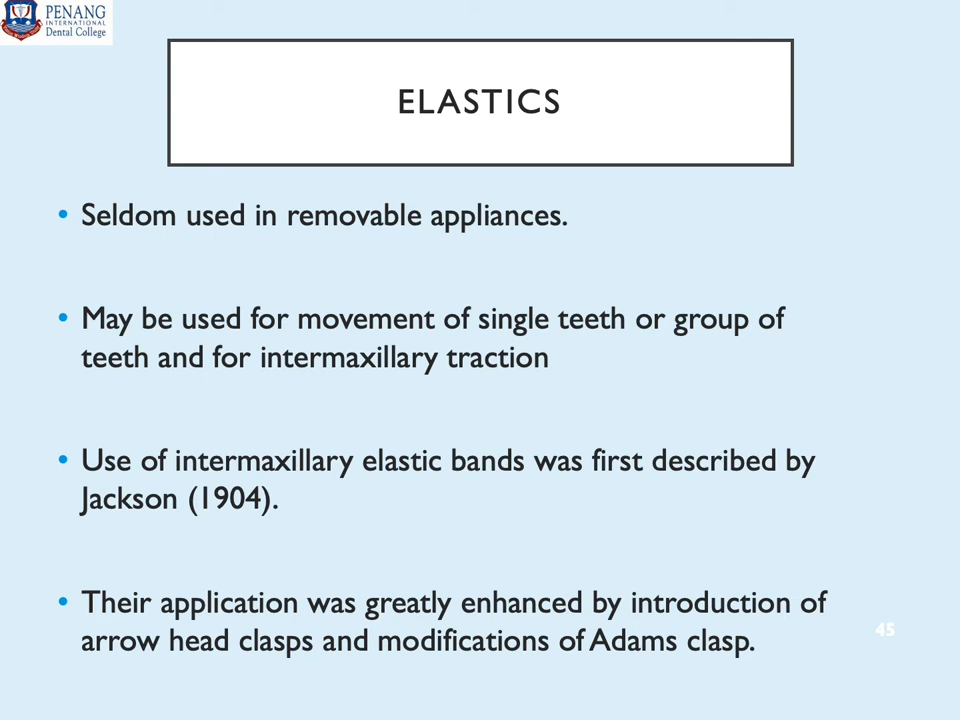 PENANG
INTERNATIONAL
Dental College
ELASTICS
• Seldom used in removable appliances.
• May be used for movement of single teeth or group of
teeth and for intermaxillary traction
• Use of intermaxillary elastic bands was first described by
Jackson (1904).
• Their application was greatly enhanced by introduction of
arrow head clasps and modifications of Adams clasp.
45